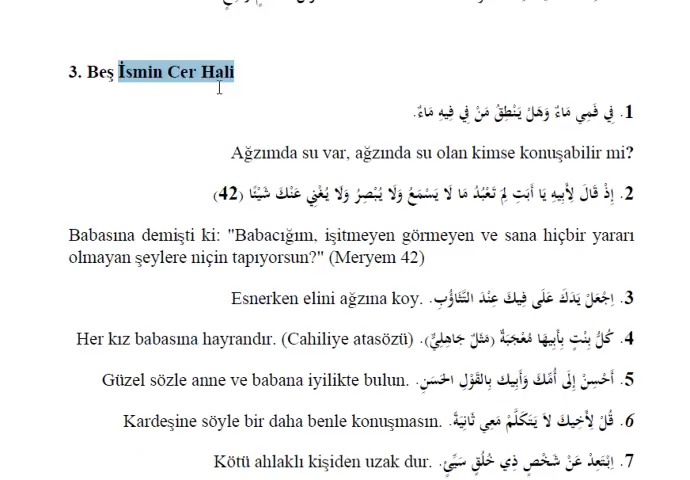 3. Beş İsmin Cer Hali
1. فِي فَمِي مَاءٌ وَهَلْ يَنْطِقُ مَنْ فِي فِيهِ مَاءٌ.
Ağzımda su var, ağzında su olan kimse konuşabilir mi?
2. إِذْ قَالَ لِأَبِيهِ يَا أَبَتِ لِمَ تَعْبُدُ مَا لَا يَسْمَعُ وَلَا يُبْصِرُ وَلَا يُغْنِي عَنْكَ شَيْئًا (42)
Babasına demişti ki: "Babacığım, işitmeyen görmeyen ve sana hiçbir yararı
olmayan şeylere niçin tapıyorsun?" (Meryem 42)
3. اِجْعَلْ يَدَكَ عَلَى فِيكَ عِنْدَ التَّثَاؤُبِ. Esnerken elini ağzına koy.
4. كُلُّ بِنْتٍ بِأَبِيهَا مُعْجَبَةٌ (مَثَلٌ جَاهِلِيٌّ). Her kız babasına hayrandır. (Cahiliye atasözü)
5. أَحْسِنْ إِلَى أُمِّكَ وَأَبِيكَ بِالقَوْلِ الحَسَنِ. Güzel sözle anne ve babana iyilikte bulun.
6. قُلْ لِأَخِيكَ لاَ يَتَكَلَّمْ مَعِي ثَانِيَةً. Kardeşine söyle bir daha benle konuşmasın.
7. اِبْتَعِدْ عَنْ شَخْصٍ ذِي خُلُقٍ سَيِّئٍ. Kötü ahlaklı kişiden uzak dur.